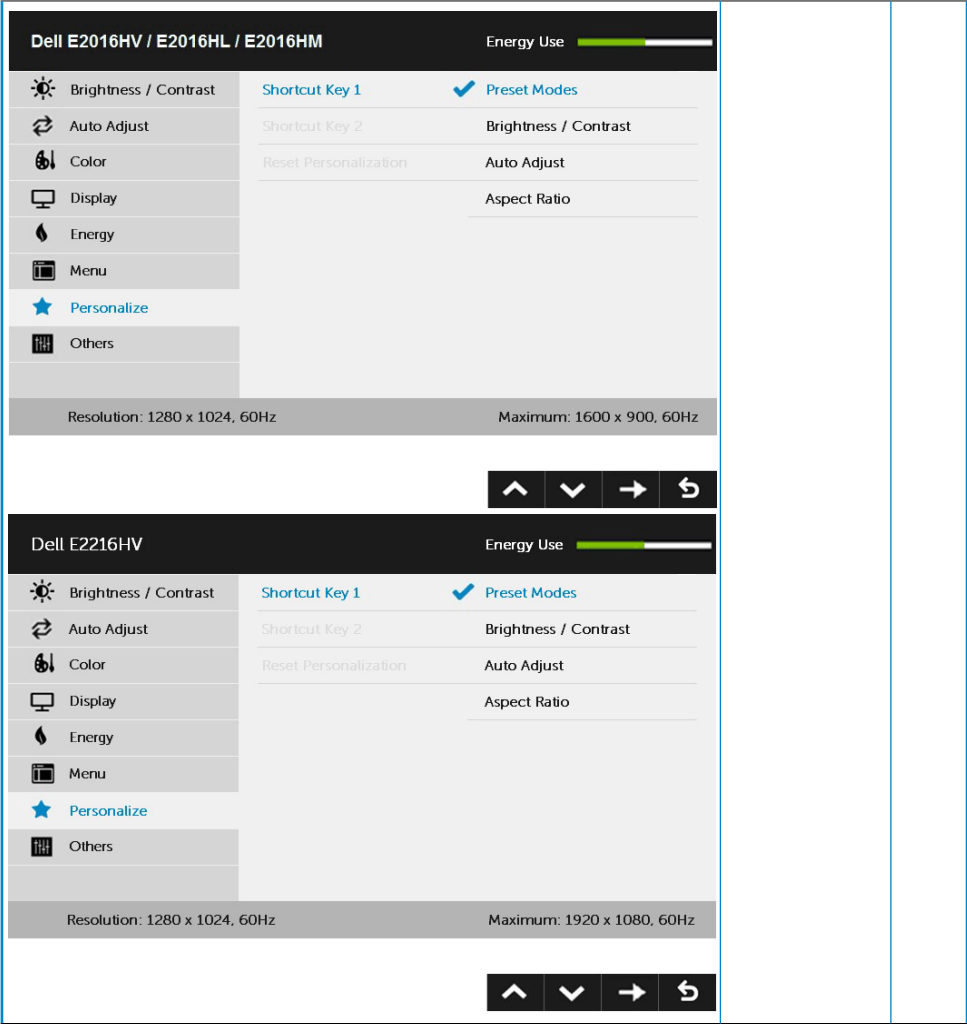 Dell E2016HV / E2016HL / E2016HM
Energy Use
Brightness / Contrast
Shortcut Key 1
Preset Modes
Auto Adjust
Shortcut Key 2
Brightness / Contrast
Color
Reset Personalization
Auto Adjust
Display
Aspect Ratio
Energy
Menu
Personalize
Others
Resolution: 1280 x 1024, 60Hz
Maximum: 1600 x 900, 60Hz
Dell E2216HV
Energy Use
Brightness / Contrast
Shortcut Key 1
Preset Modes
Auto Adjust
Shortcut Key 2
Brightness / Contrast
Color
Reset Personalization
Auto Adjust
Display
Aspect Ratio
Energy
Menu
Personalize
Others
Resolution: 1280 x 1024, 60Hz
Maximum: 1920 x 1080, 60Hz